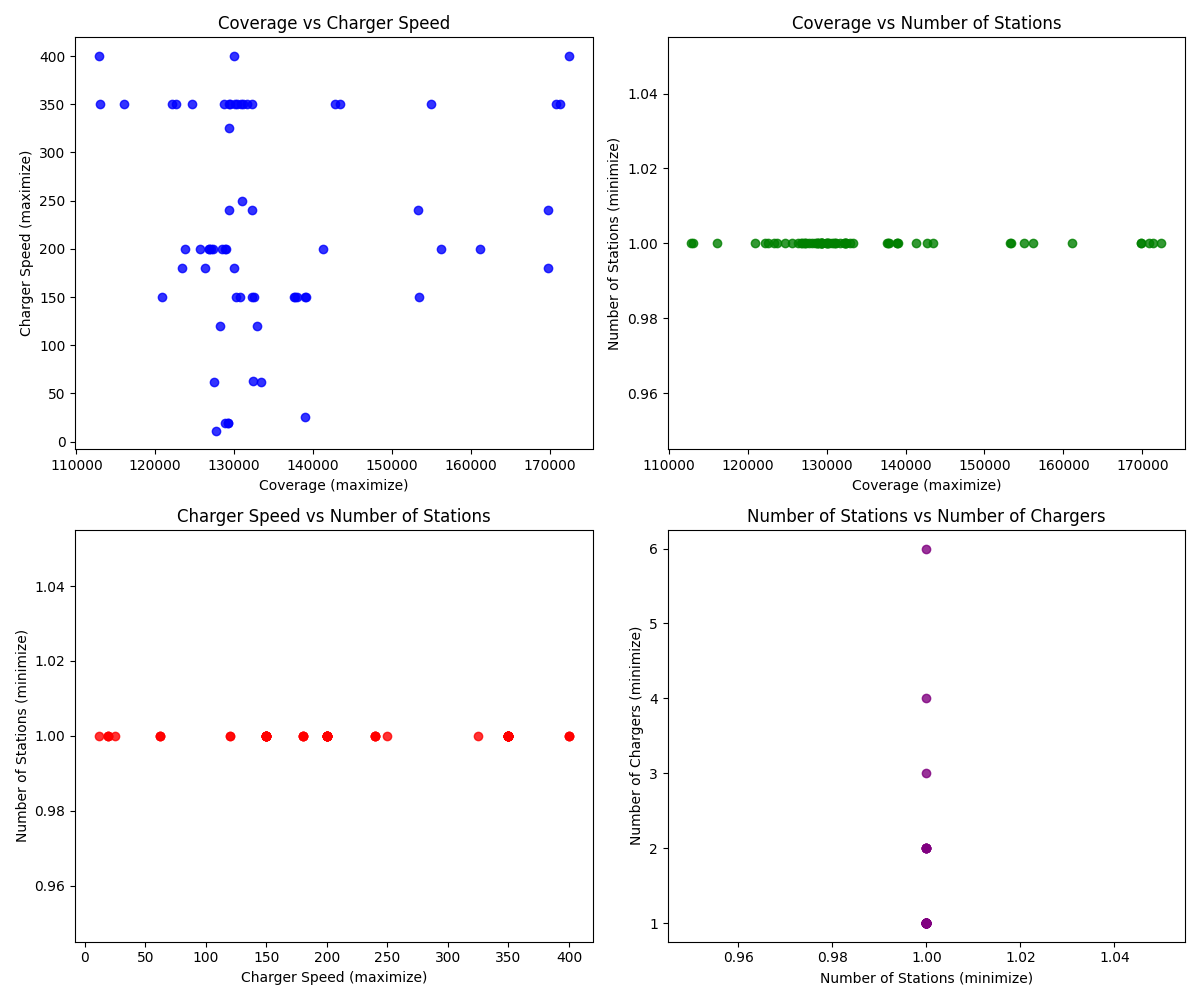 Coverage vs Charger Speed
Charger Speed (maximize)
400
350
300
250
200
150
100
50
0
110000 120000 130000 140000 150000 160000 170000
Coverage (maximize)
Coverage vs Number of Stations
Number of Stations (minimize)
1.04
1.02
1.00
0.98
0.96
110000 120000 130000 140000 150000 160000 170000
Coverage (maximize)
Charger Speed vs Number of Stations
Number of Stations (minimize)
1.04
1.02
1.00
0.98
0.96
0 50 100 150 200 250 300 350 400
Charger Speed (maximize)
Number of Stations vs Number of Chargers
Number of Chargers (minimize)
6
5
4
3
2
1
0.96 0.98 1.00 1.02 1.04
Number of Stations (minimize)